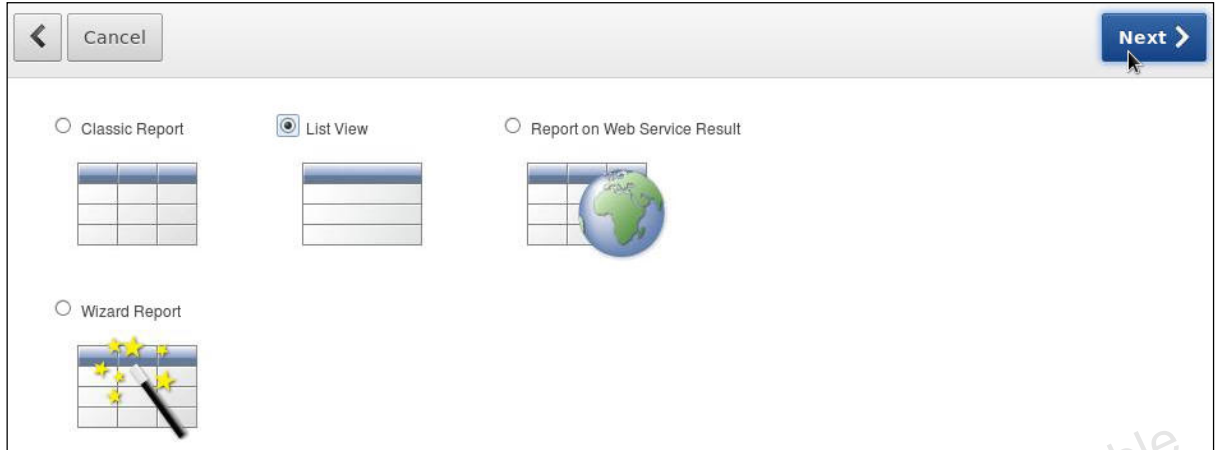 Cancel
Next
Classic Report
List View
Report on Web Service Result
Wizard Report